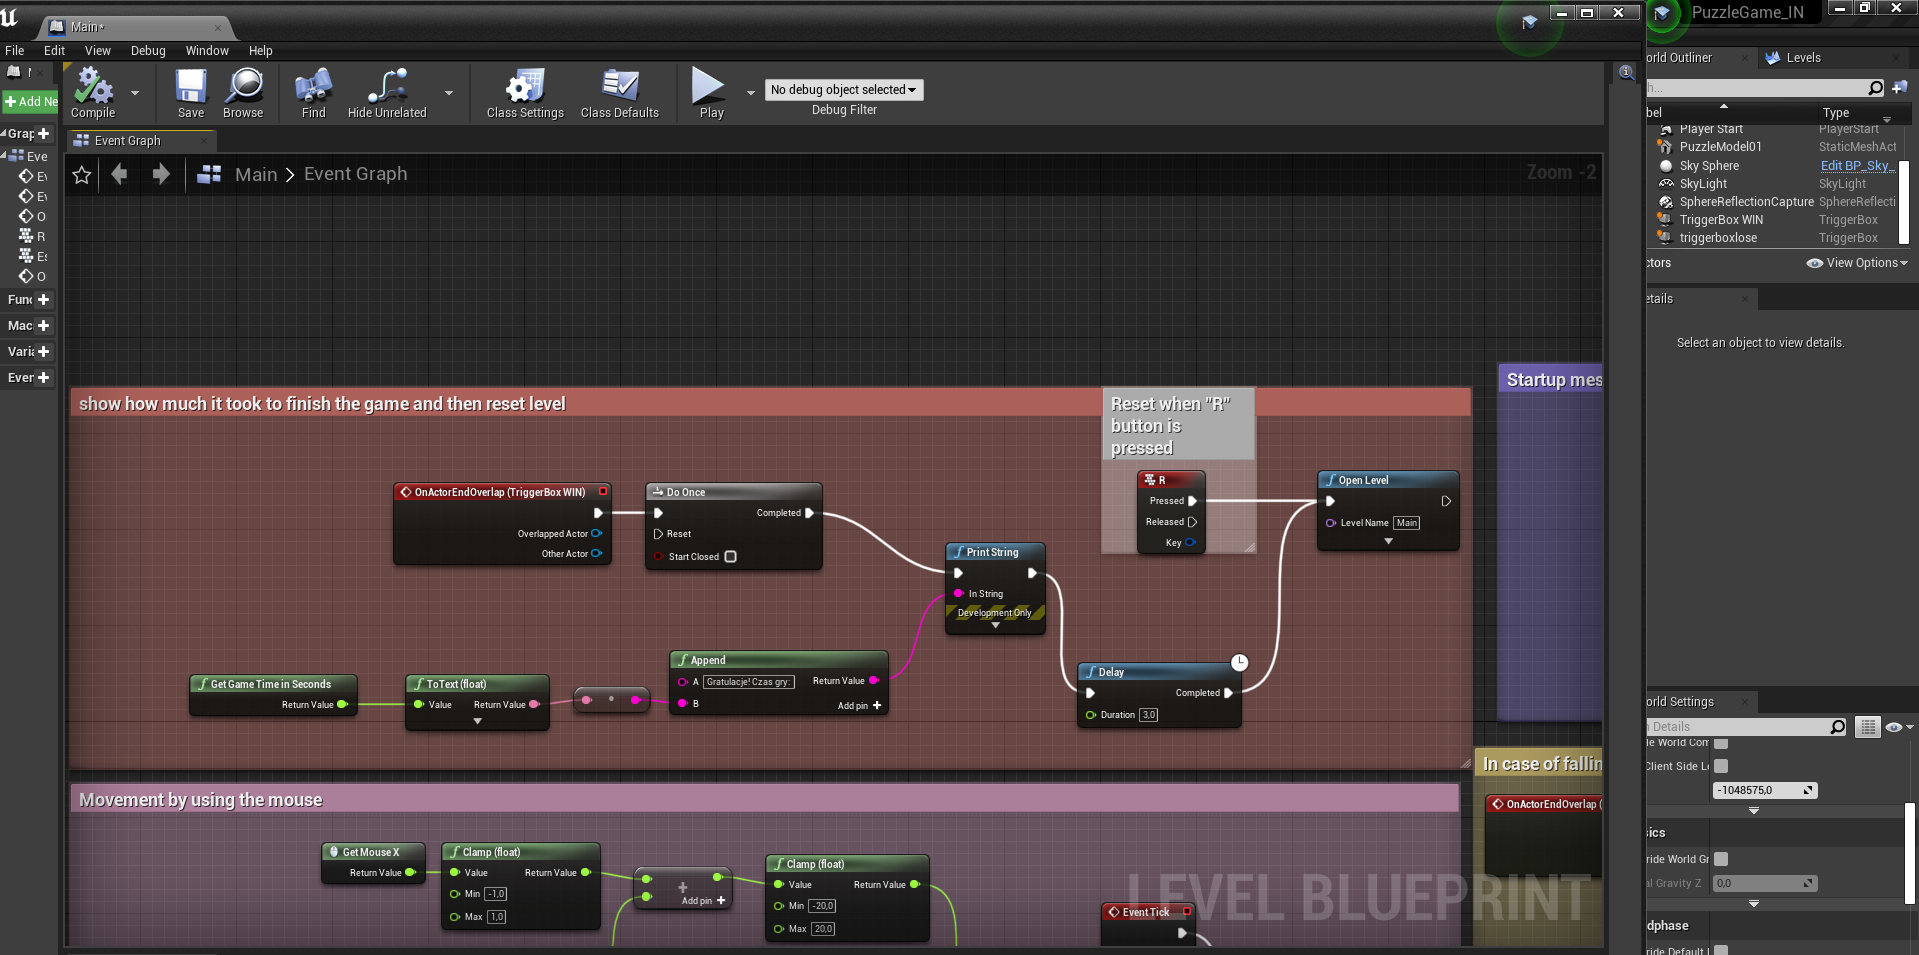 Main*
PuzzleGame_IN
File Edit View Debug Window Help
orld Outliner
Levels
Add Ne
Compile
Save
Browse
Find
Hide Unrelated
Class Settings
Class Defaults
Play
No debug object selected
Debug Filter
h...
bel
Type
Player Start PlayerStart
PuzzleModel01 StaticMeshAct
Sky Sphere Edit BP_Sky_
SkyLight SkyLight
SphereReflectionCapture SphereReflecti
TriggerBox WIN TriggerBox
triggerboxlose TriggerBox
ctors
View Options
etails
Select an object to view details.
Grap
Eve
Ev
Ev
O
R
Es
O
Func
Mac
Varia
Even
Event Graph
Main > Event Graph
Zoom -2
show how much it took to finish the game and then reset level
Reset when "R"
button is
pressed
Startup mes
OnActorEndOverlap (TriggerBox WIN)
Overlapped Actor
Other Actor
Do Once
Completed
Reset
Start Closed
R
Pressed
Released
Key
Open Level
Level Name Main
Print String
In String
Development Only
Get Game Time in Seconds
Return Value
ToText (float)
Value Return Value
Append
A Gratulacje! Czas gry: Return Value
B Add pin +
Delay
Completed
Duration 3,0
In case of fallin
OnActorEndOverlap (
Movement by using the mouse
Get Mouse X
Return Value
Clamp (float)
Value Return Value
Min -1,0
Max 1,0
+
Add pin +
Clamp (float)
Value Return Value
Min -20,0
Max 20,0
Event Tick
LEVEL BLUEPRINT
orld Settings
Details
le World Com
Client Side L
-1048575,0
sics
ride World Gr
al Gravity Z 0,0
dphase
ride Default